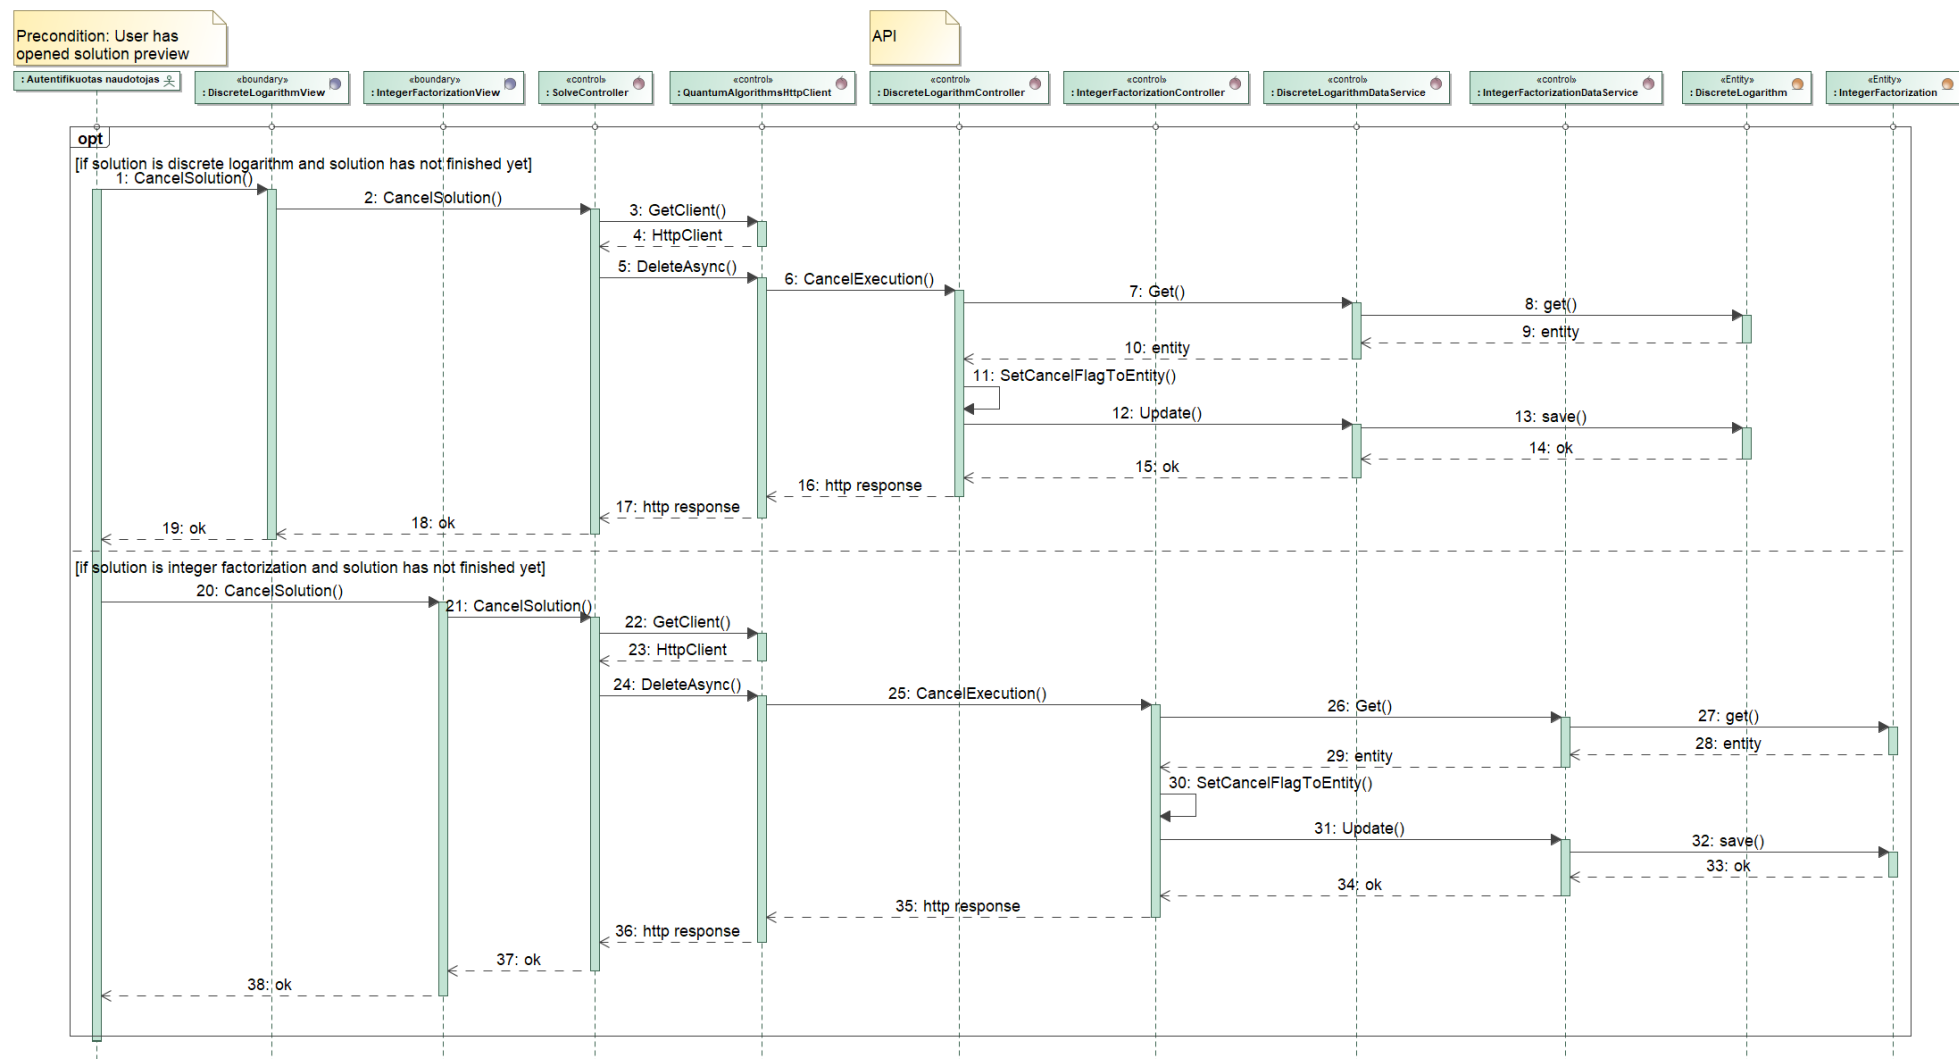 Precondition: User has
opened solution preview
API
: Autentifikuotas naudotojas
«boundary»
: DiscreteLogarithmView
«boundary»
: IntegerFactorizationView
«control»
: SolveController
«control»
: QuantumAlgorithmsHttpClient
«control»
: DiscreteLogarithmController
«control»
: IntegerFactorizationController
«control»
: DiscreteLogarithmDataService
«control»
: IntegerFactorizationDataService
«Entity»
: DiscreteLogarithm
«Entity»
: IntegerFactorization
opt
[if solution is discrete logarithm and solution has not finished yet]
1: CancelSolution()
2: CancelSolution()
3: GetClient()
4: HttpClient
5: DeleteAsync()
6: CancelExecution()
7: Get()
8: get()
9: entity
10: entity
11: SetCancelFlagToEntity()
12: Update()
13: save()
14: ok
15: ok
16: http response
17: http response
18: ok
19: ok
[if solution is integer factorization and solution has not finished yet]
20: CancelSolution()
21: CancelSolution()
22: GetClient()
23: HttpClient
24: DeleteAsync()
25: CancelExecution()
26: Get()
27: get()
28: entity
29: entity
30: SetCancelFlagToEntity()
31: Update()
32: save()
33: ok
34: ok
35: http response
36: http response
37: ok
38: ok